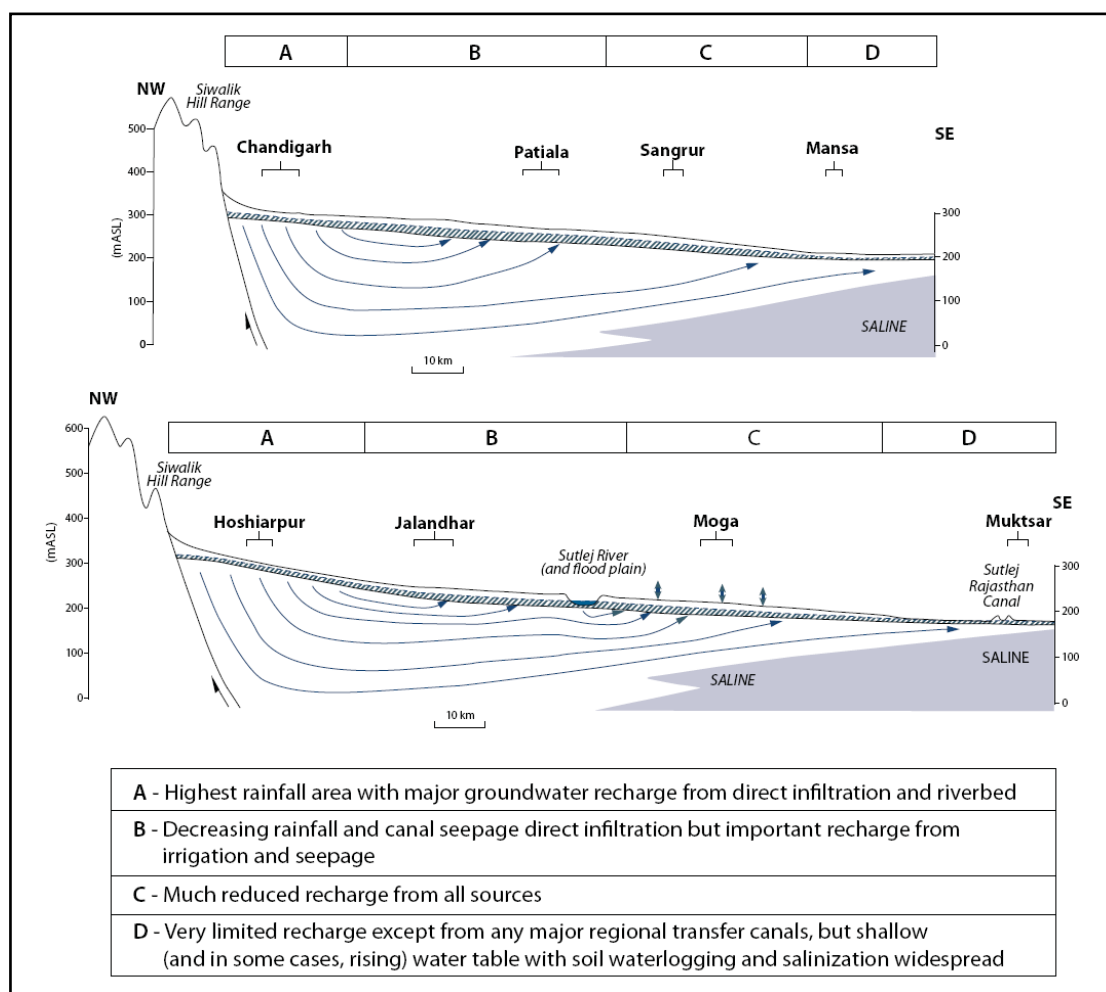 A B C D
NW
Siwalik
Hill Range
SE
Chandigarh Patiala Sangrur Mansa
500
400
300
200
100
0
(mASL)
300
200
100
0
SALINE
10 km
NW
A B C D
600
500
400
300
200
100
0
(mASL)
Siwalik
Hill Range
SE
Hoshiarpur Jalandhar Moga Muktsar
Sutlej River
(and flood plain)
Sutlej
Rajasthan
Canal
300
200
100
0
SALINE
SALINE
10 km
A - Highest rainfall area with major groundwater recharge from direct infiltration and riverbed
B - Decreasing rainfall and canal seepage direct infiltration but important recharge from
irrigation and seepage
C - Much reduced recharge from all sources
D - Very limited recharge except from any major regional transfer canals, but shallow
(and in some cases, rising) water table with soil waterlogging and salinization widespread